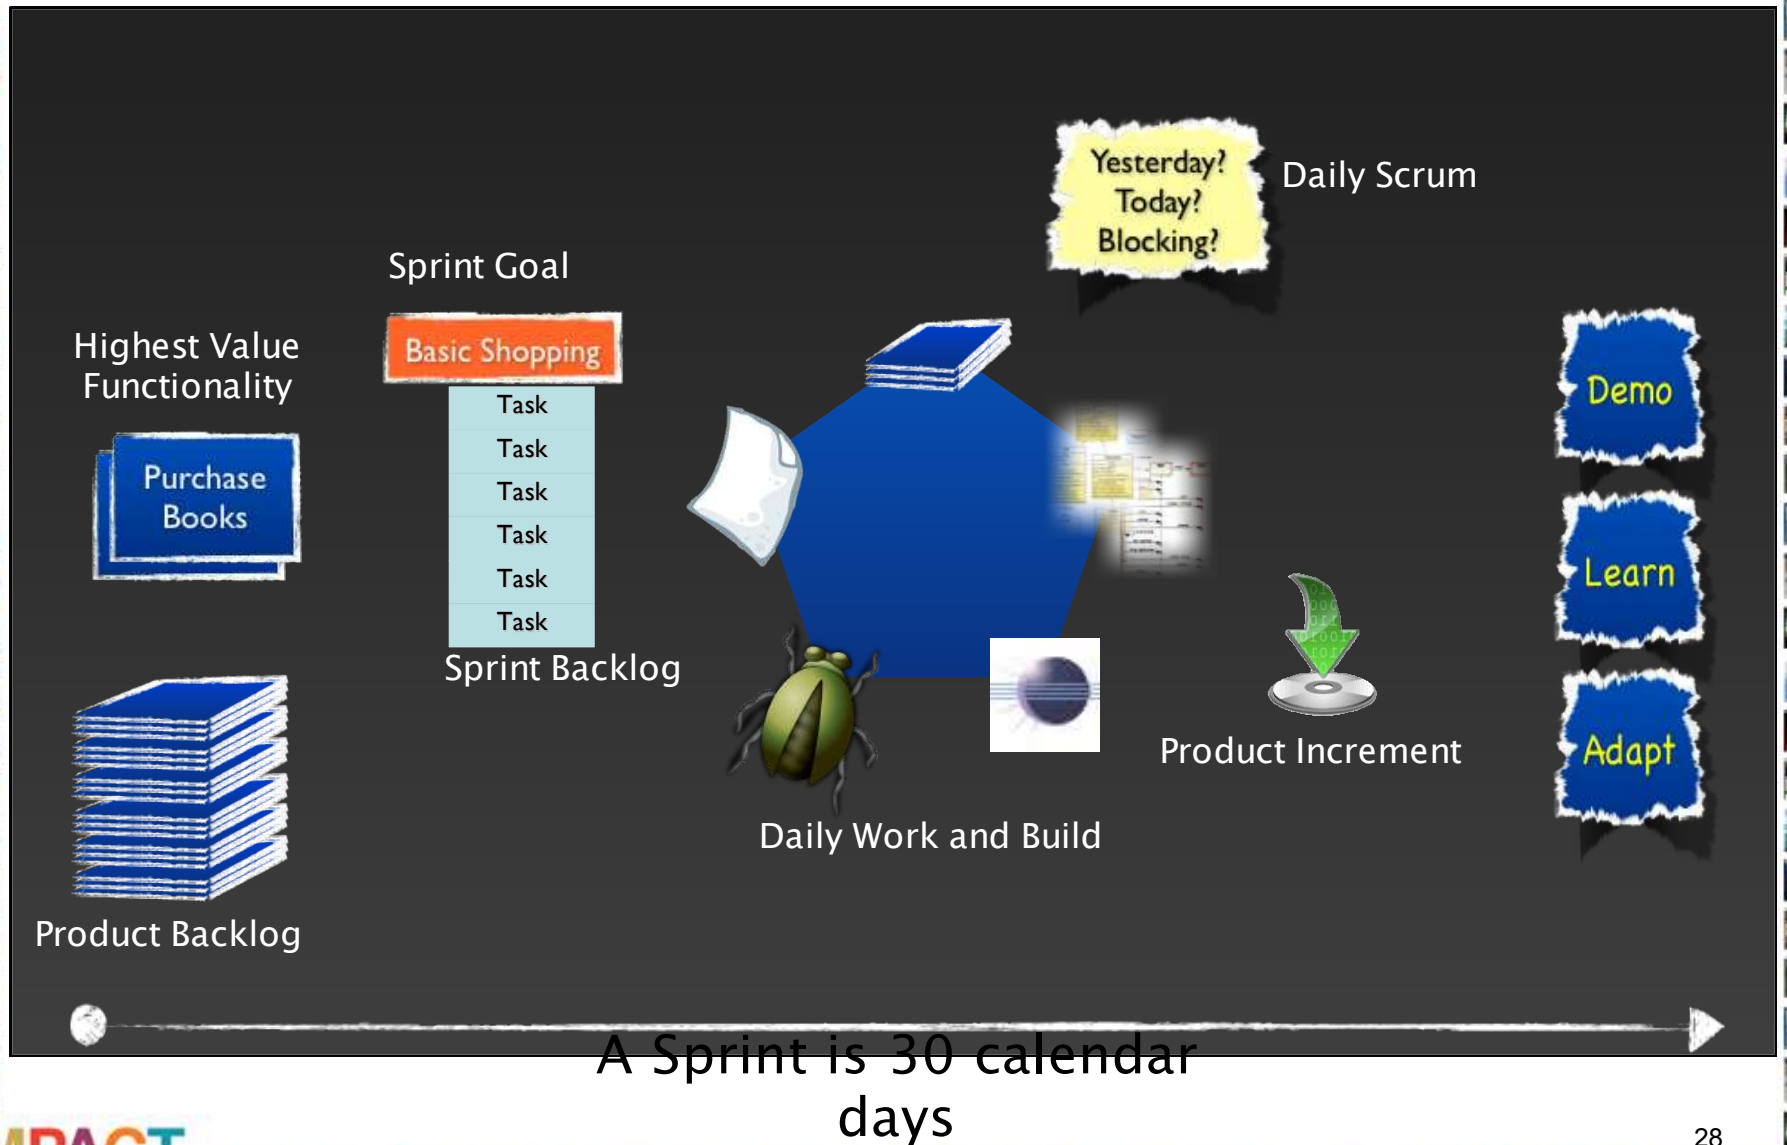 Yesterday?
Today?
Blocking?
Daily Scrum
Sprint Goal
Basic Shopping
Highest Value
Functionality
Purchase
Books
Task
Task
Task
Task
Task
Task
Sprint Backlog
Product Backlog
Daily Work and Build
Product Increment
Demo
Learn
Adapt
A Sprint is 30 calendar
days
28